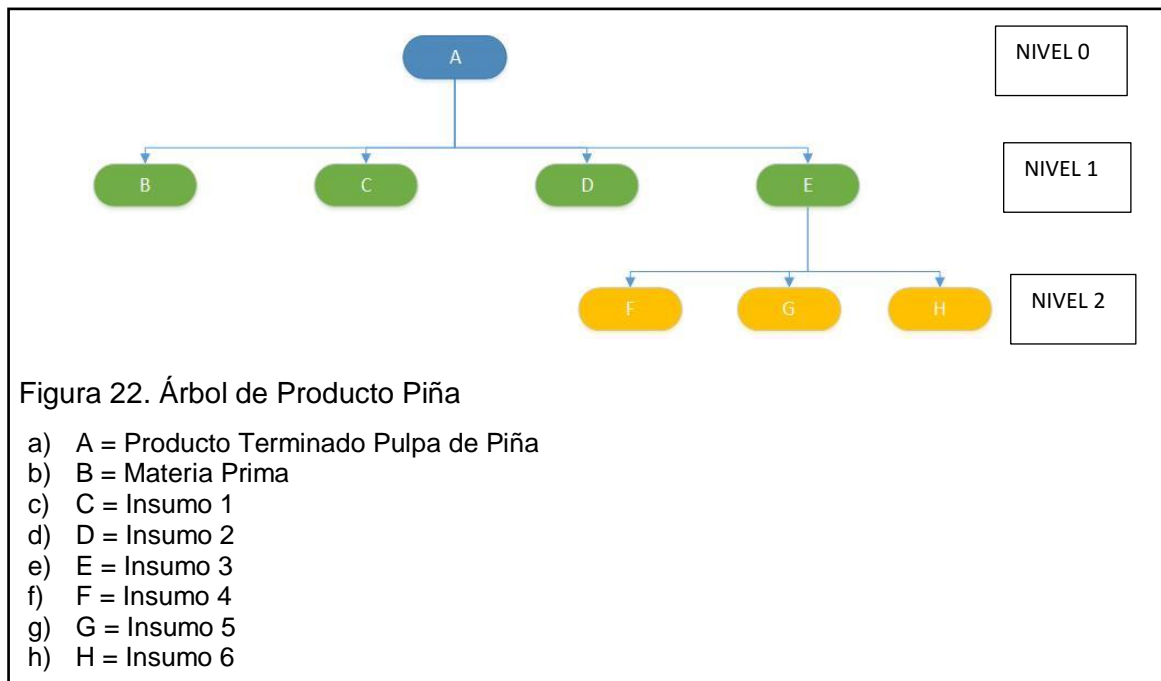 A
NIVEL 0
B
C
D
E
NIVEL 1
F
G
H
NIVEL 2
Figura 22. Árbol de Producto Piña
a) A = Producto Terminado Pulpa de Piña
b) B = Materia Prima
c) C = Insumo 1
d) D = Insumo 2
e) E = Insumo 3
f) F = Insumo 4
g) G = Insumo 5
h) H = Insumo 6